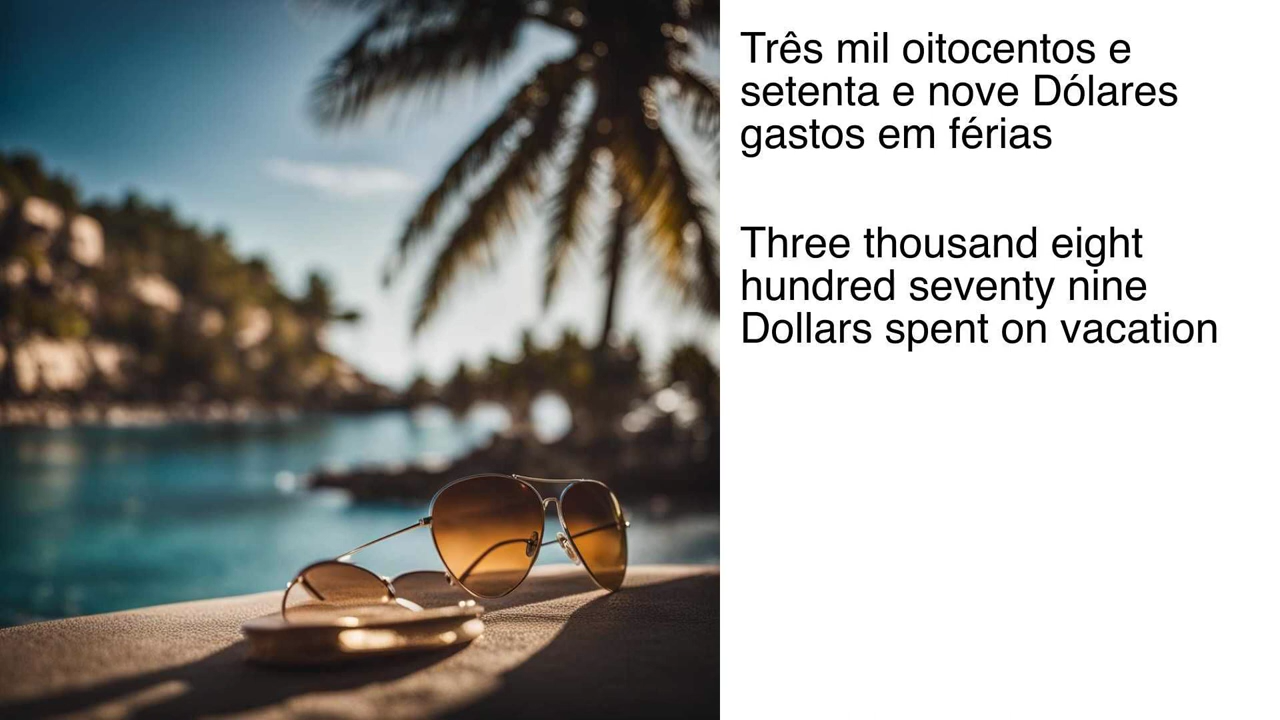 Três mil oitocentos e
setenta e nove Dólares
gastos em férias
Three thousand eight
hundred seventy nine
Dollars spent on vacation